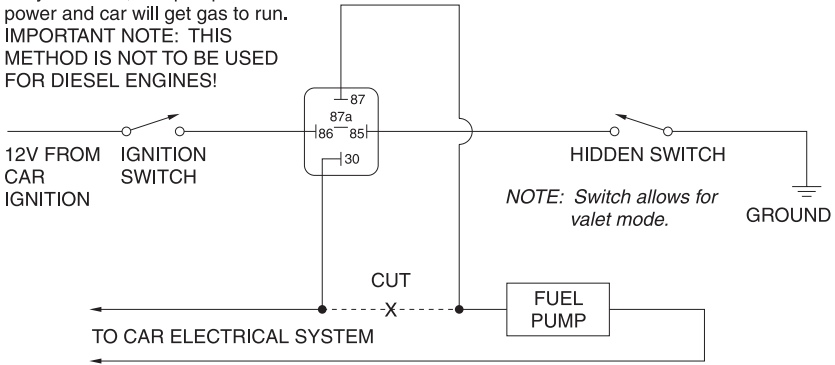 power and car will get gas to run.
IMPORTANT NOTE: THIS
METHOD IS NOT TO BE USED
FOR DIESEL ENGINES!
87
87a
86
85
30
12V FROM
CAR
IGNITION
IGNITION
SWITCH
HIDDEN SWITCH
NOTE: Switch allows for
valet mode.
GROUND
CUT
X
FUEL
PUMP
TO CAR ELECTRICAL SYSTEM